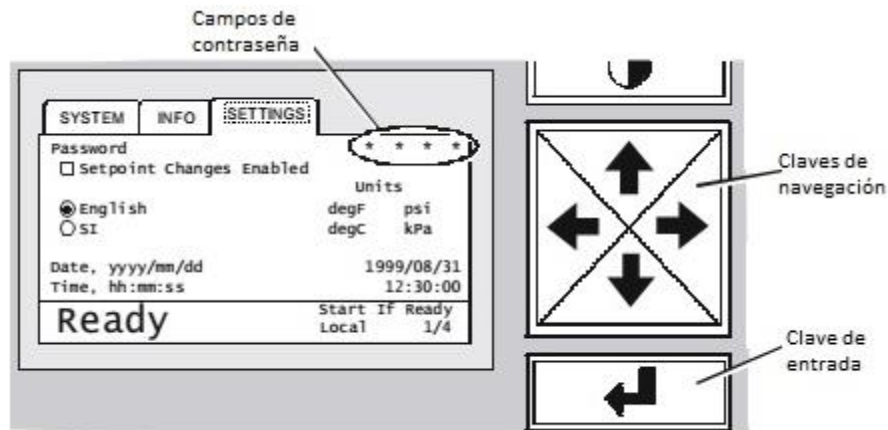 Campos de
contraseña
SYSTEM INFO SETTINGS
Password * * * *
Setpoint Changes Enabled
Units
English degF psi
SI degC kPa
Date, yyyy/mm/dd 1999/08/31
Time, hh:mm:ss 12:30:00
Ready
Start If Ready
Local 1/4
Claves de
navegación
Clave de
entrada